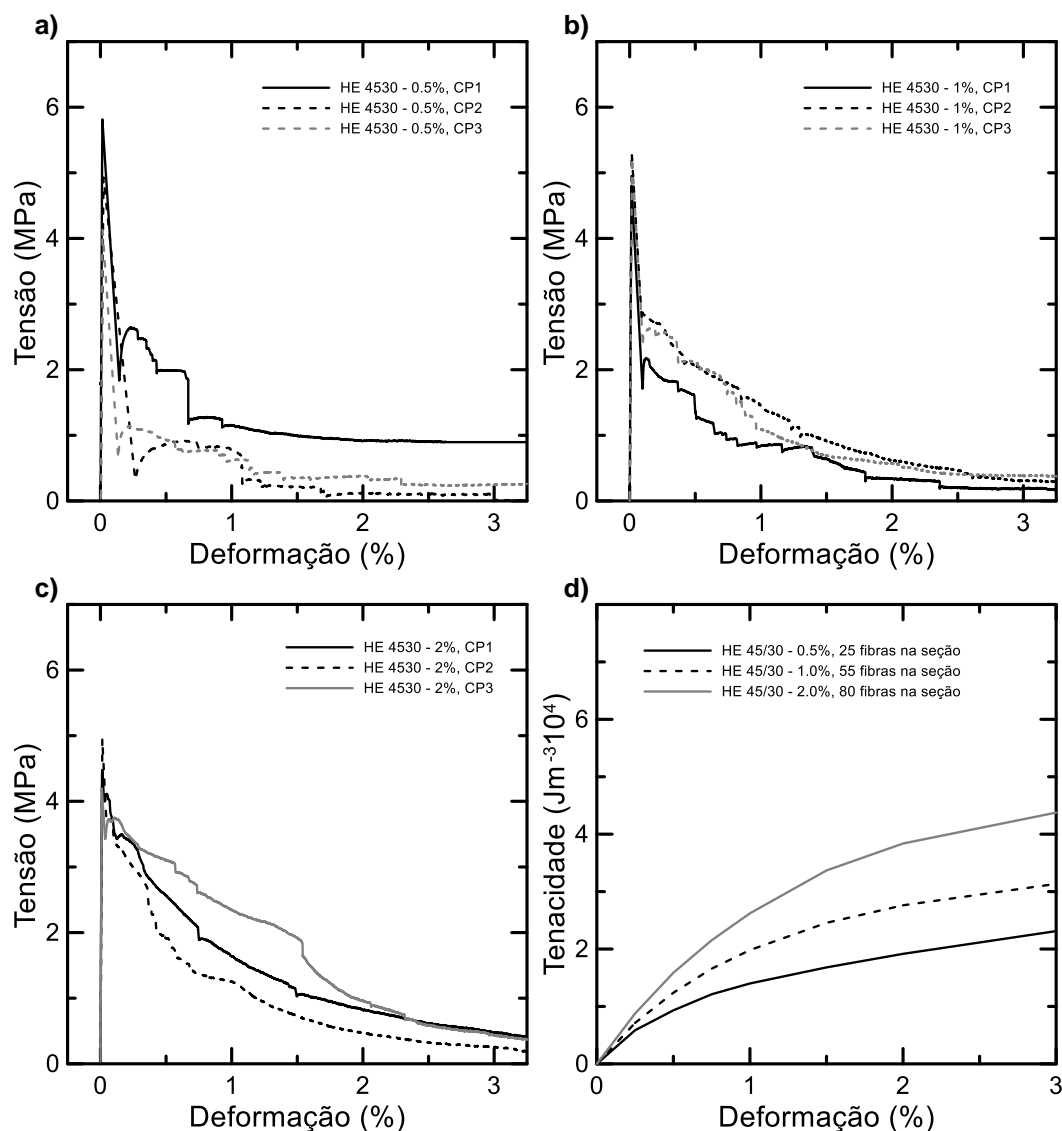 a)
6
4
2
0
Tensão (MPa)
HE 4530 - 0.5%, CP1
HE 4530 - 0.5%, CP2
HE 4530 - 0.5%, CP3
0 1 2 3
Deformação (%)
b)
6
4
2
0
Tensão (MPa)
HE 4530 - 1%, CP1
HE 4530 - 1%, CP2
HE 4530 - 1%, CP3
0 1 2 3
Deformação (%)
c)
6
4
2
0
Tensão (MPa)
HE 4530 - 2%, CP1
HE 4530 - 2%, CP2
HE 4530 - 2%, CP3
0 1 2 3
Deformação (%)
d)
6
4
2
0
Tenacidade (Jm⁻³10⁴)
HE 45/30 - 0.5%, 25 fibras na seção
HE 45/30 - 1.0%, 55 fibras na seção
HE 45/30 - 2.0%, 80 fibras na seção
0 1 2 3
Deformação (%)